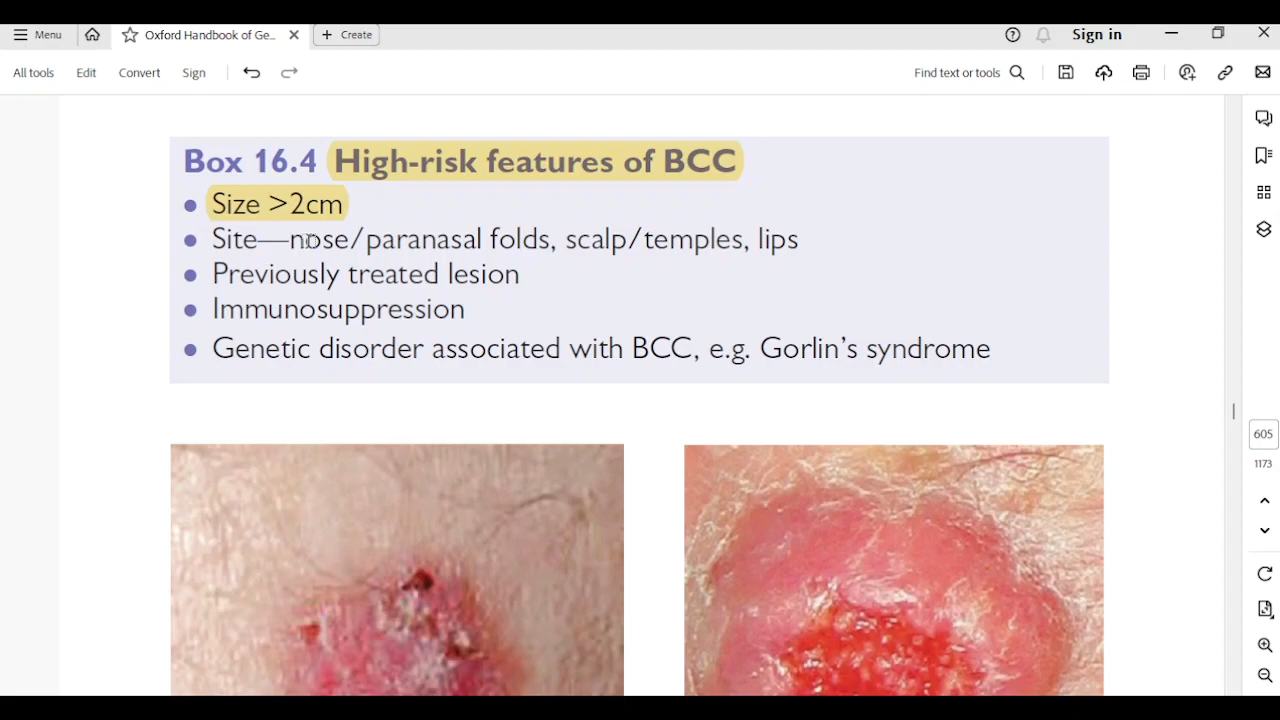 Menu
Oxford Handbook of Ge...
+ Create
Sign in
All tools Edit Convert Sign
Find text or tools
Box 16.4 High-risk features of BCC
• Size >2cm
• Site—nose/paranasal folds, scalp/temples, lips
• Previously treated lesion
• Immunosuppression
• Genetic disorder associated with BCC, e.g. Gorlin's syndrome
605
1173